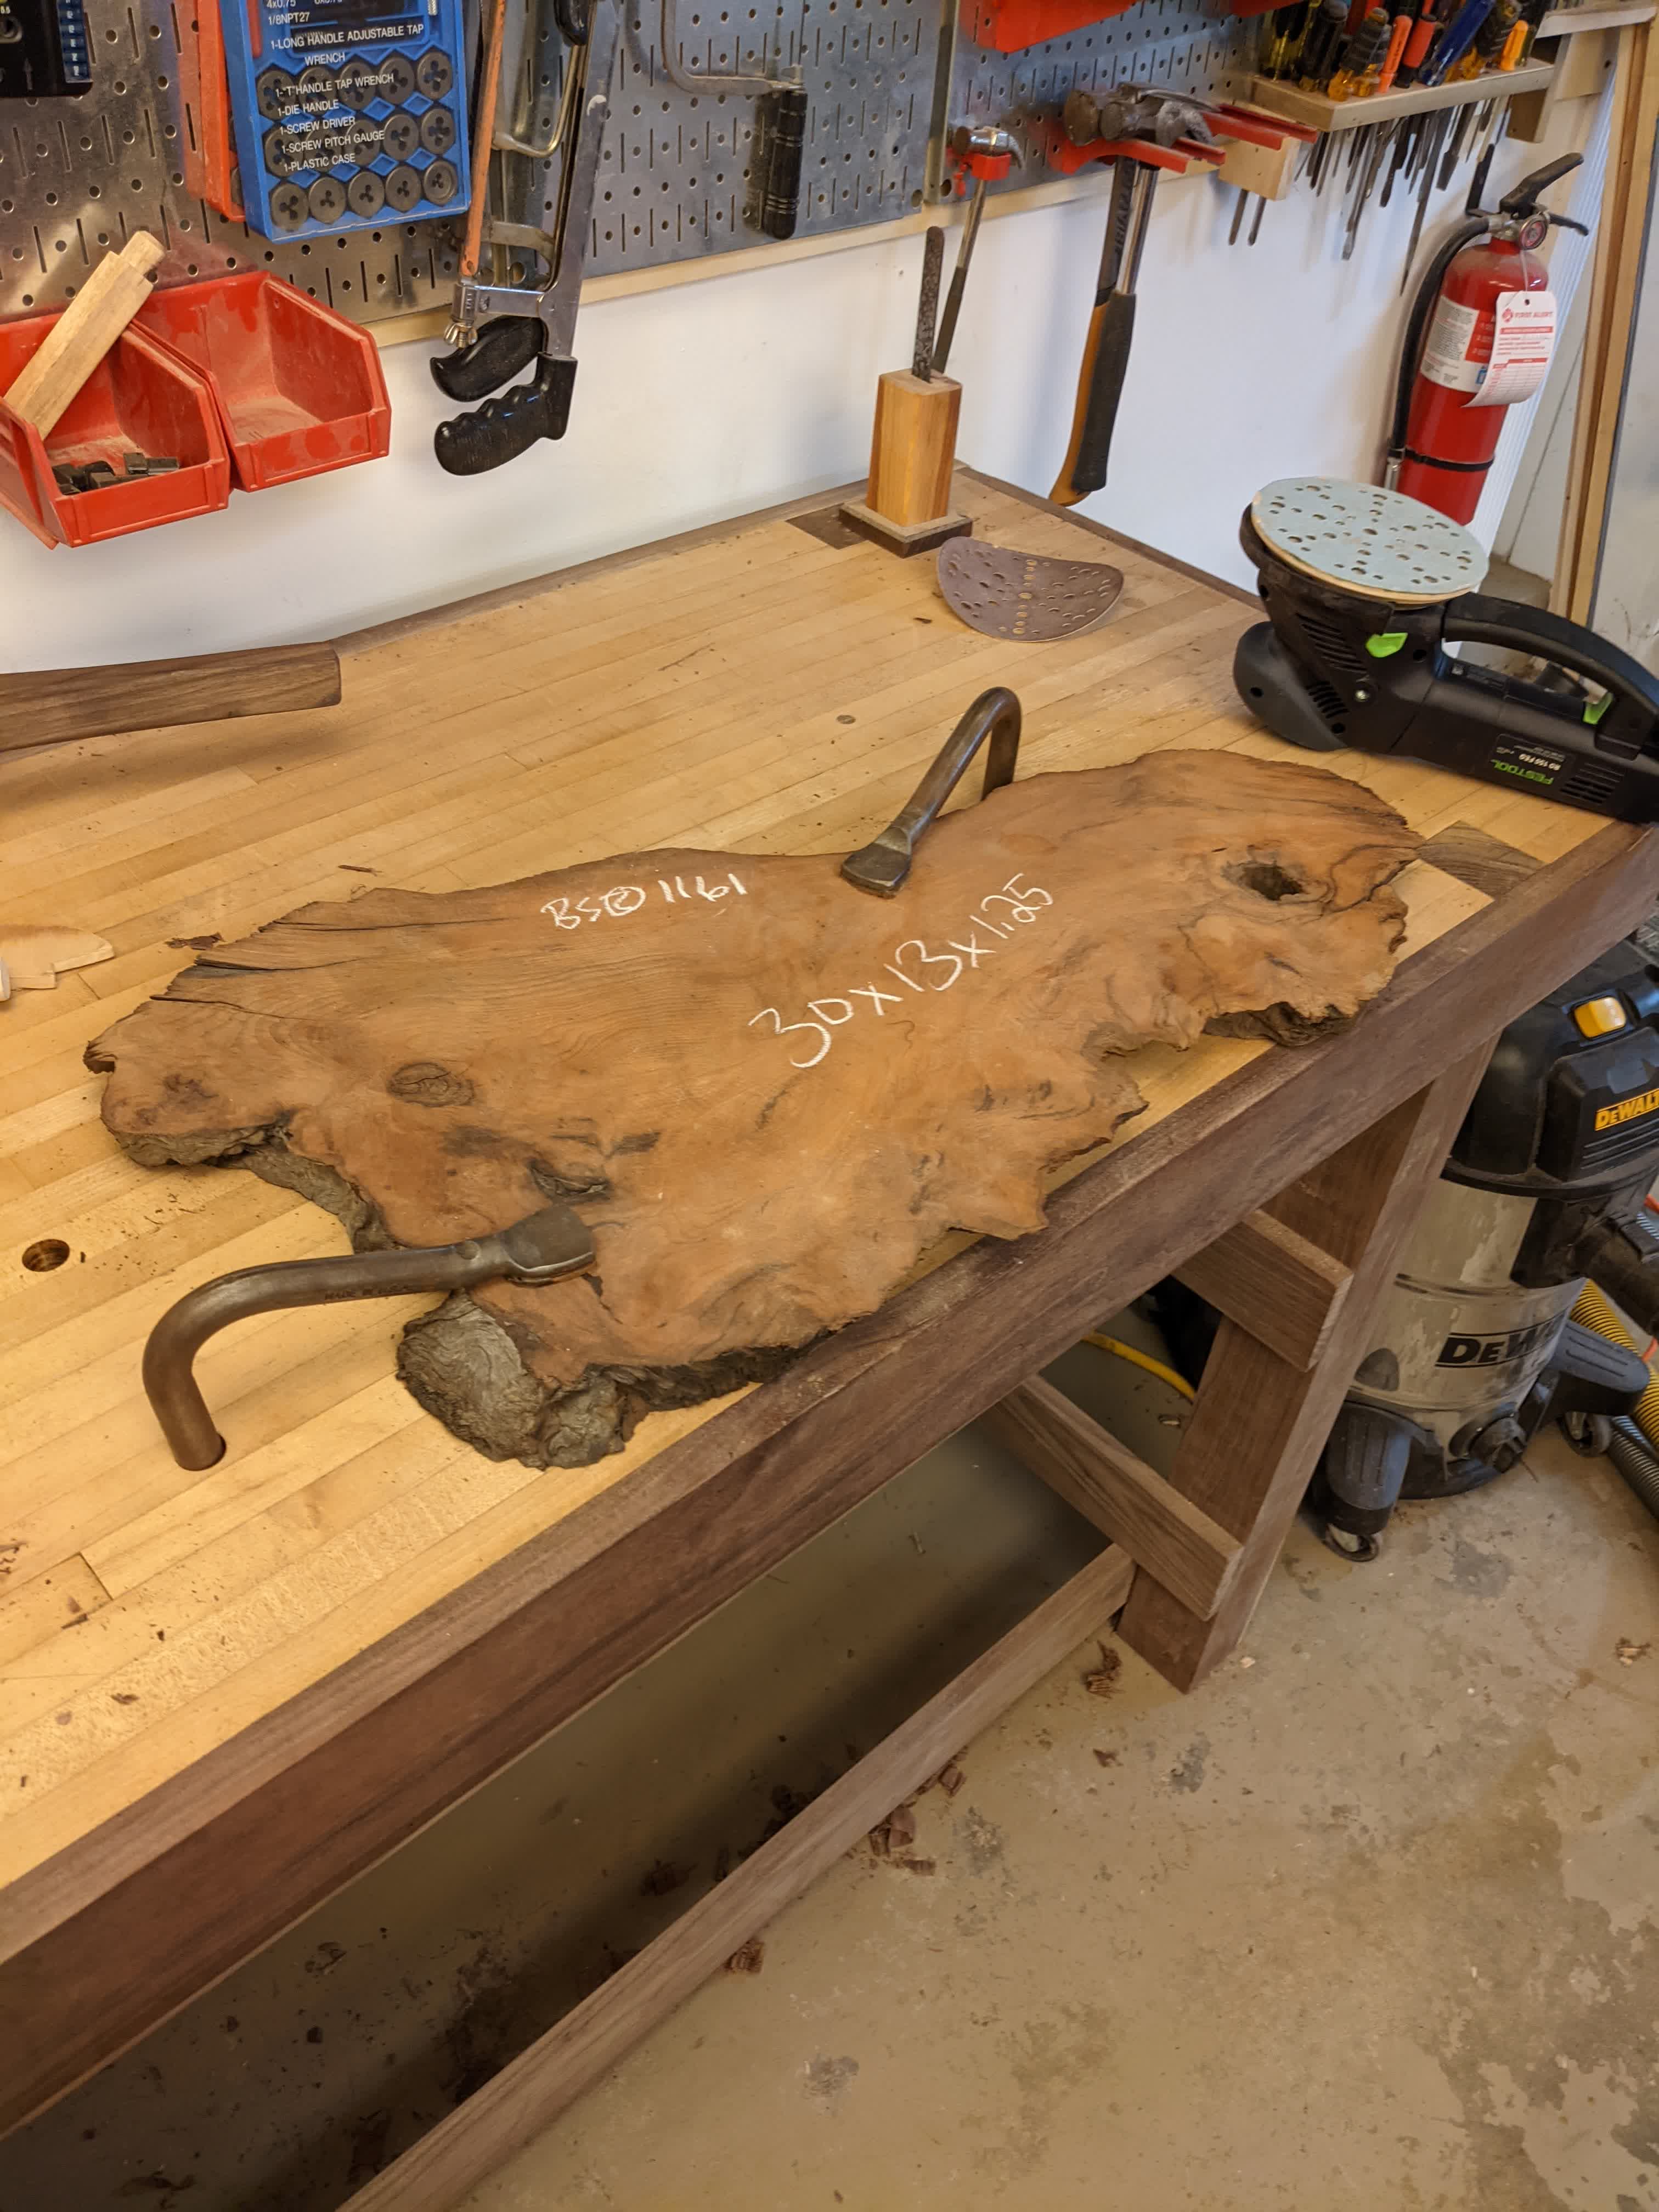 4x0.75
1/8NPT27
1-LONG HANDLE ADJUSTABLE TAP
WRENCH
1-"T"HANDLE TAP WRENCH
1-DIE HANDLE
1-SCREW DRIVER
1-SCREW PITCH GAUGE
1-PLASTIC CASE
FIRST ALERT
FESTOOL
RO 150 FEQ
BS® 1161
30x13x1.25
DEWALT
DEWA